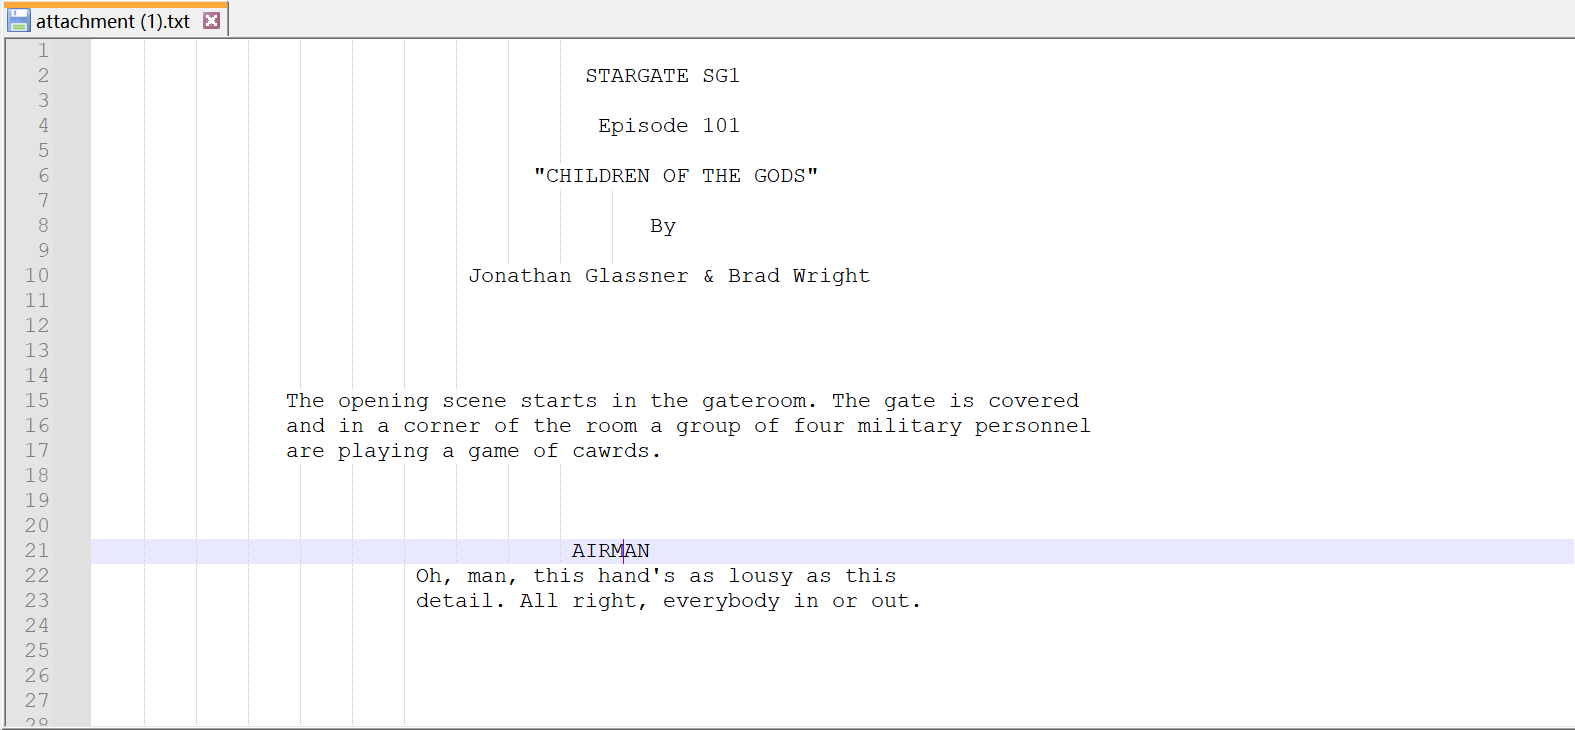 attachment (1).txt
1
2 STARGATE SG1
3
4 Episode 101
5
6 "CHILDREN OF THE GODS"
7
8 By
9
10 Jonathan Glassner & Brad Wright
11
12
13
14
15 The opening scene starts in the gateroom. The gate is covered
16 and in a corner of the room a group of four military personnel
17 are playing a game of cawrds.
18
19
20
21 AIRMAN
22 Oh, man, this hand's as lousy as this
23 detail. All right, everybody in or out.
24
25
26
27
28